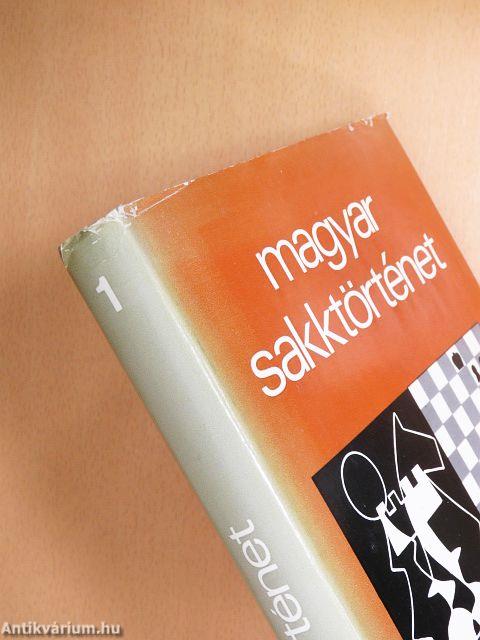 magyar
sakktörténet
1
ténet
Antikvárium.hu